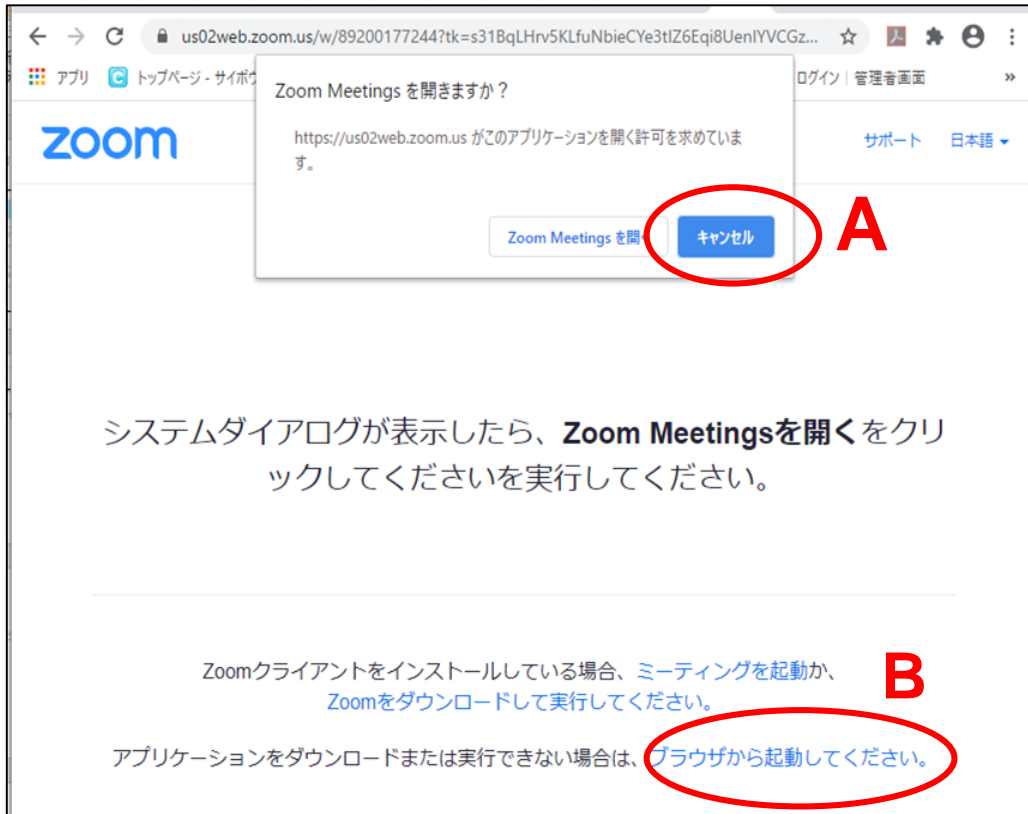 us02web.zoom.us/w/89200177244?tk=s31BqLHrv5KLfuNbieCYe3tIZ6Eqi8UenIYVCGz...
アプリ
トップページ - サイボウ
ログイン | 管理者画面
»
Zoom Meetings を開きますか？
https://us02web.zoom.us がこのアプリケーションを開く許可を求めていま
す。
Zoom Meetings を開
キャンセル
A
zoom
サポート
日本語
システムダイアログが表示したら、Zoom Meetingsを開くをクリ
ックしてくださいを実行してください。
B
Zoomクライアントをインストールしている場合、ミーティングを起動か、
Zoomをダウンロードして実行してください。
アプリケーションをダウンロードまたは実行できない場合は、ブラウザから起動してください。